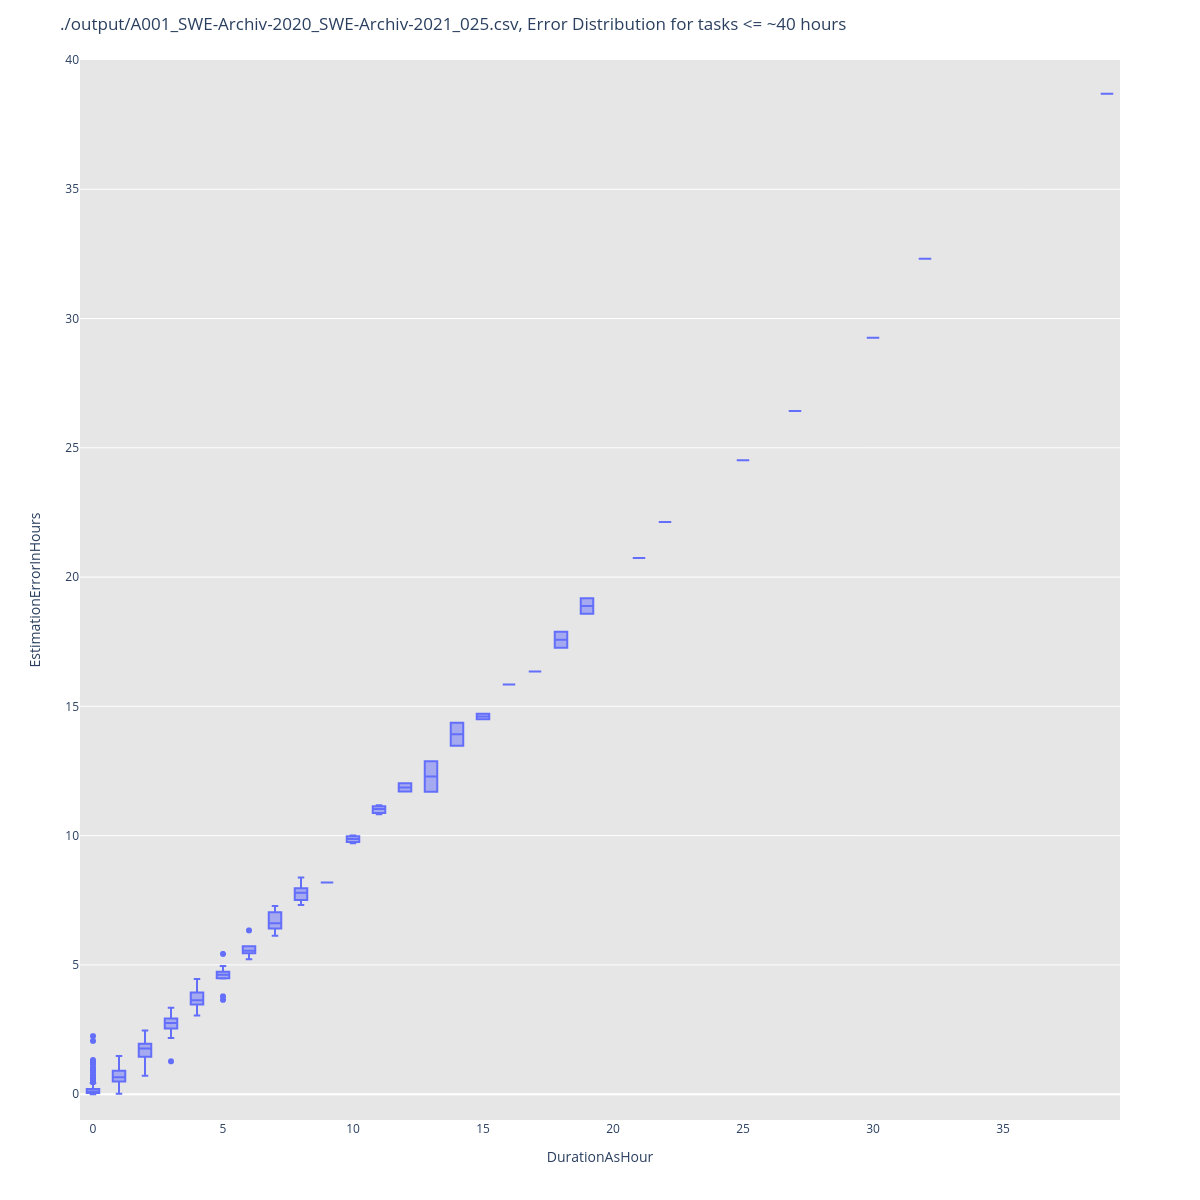 ./output/A001_SWE-Archiv-2020_SWE-Archiv-2021_025.csv, Error Distribution for tasks <= ~40 hours
40
35
30
25
20
15
10
5
0
EstimationErrorInHours
0 5 10 15 20 25 30 35
DurationAsHour